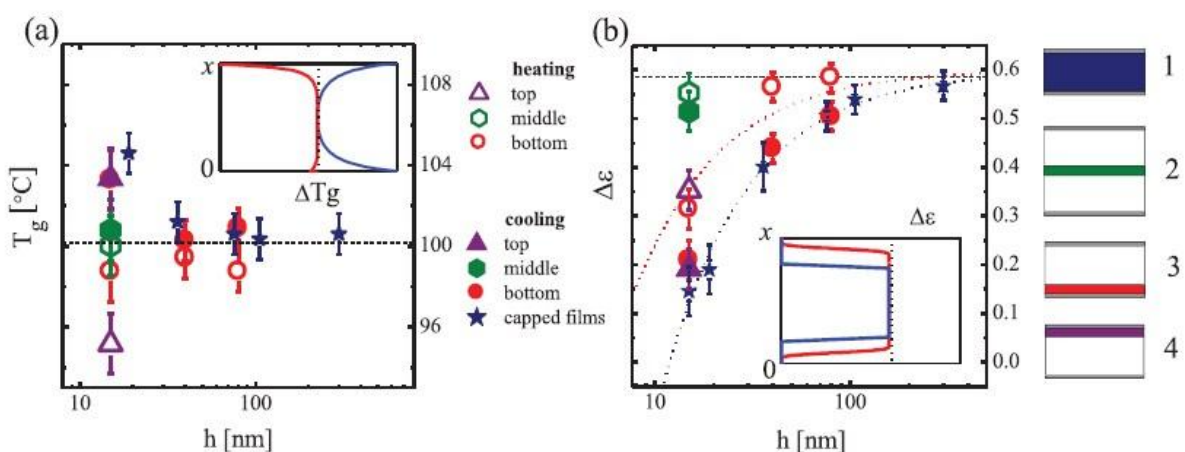 (a)
T_g [°C]
x
0
ΔTg
108
104
100
96
10
100
h [nm]
heating
top
middle
bottom
cooling
top
middle
bottom
capped films
(b)
Δε
x
0
Δε
0.6
0.5
0.4
0.3
0.2
0.1
0.0
10
100
h [nm]
1
2
3
4